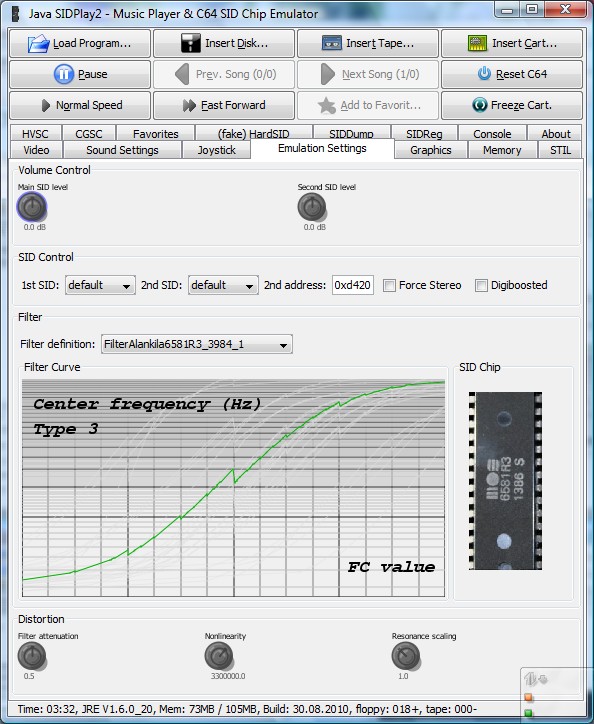 Java SIDPlay2 - Music Player & C64 SID Chip Emulator
Load Program... Insert Disk... Insert Tape... Insert Cart...
Pause Prev. Song (0/0) Next Song (1/0) Reset C64
Normal Speed Fast Forward Add to Favorit... Freeze Cart.
HVSC CGSC Favorites (fake) HardSID SIDDump SIDReg Console About
Video Sound Settings Joystick Emulation Settings Graphics Memory STIL
Volume Control
Main SID level Second SID level
0.0 dB 0.0 dB
SID Control
1st SID: default 2nd SID: default 2nd address: 0xd420 Force Stereo Digiboosted
Filter
Filter definition: FilterAlankila6581R3_3984_1
Filter Curve SID Chip
Center frequency (Hz)
Type 3
FC value
mos
6581R3
1386 S
Distortion
Filter attenuation Nonlinearity Resonance scaling
0.5 3300000.0 1.0
Time: 03:32, JRE V1.6.0_20, Mem: 73MB / 105MB, Build: 30.08.2010, floppy: 018+, tape: 000-